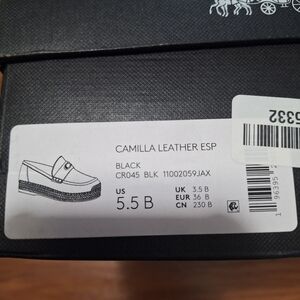 5332
CAMILLA LEATHER ESP
BLACK
CR045 BLK 11002059JAX
US
5.5 B
UK 3.5 B
EUR 36 B
CN 230 B